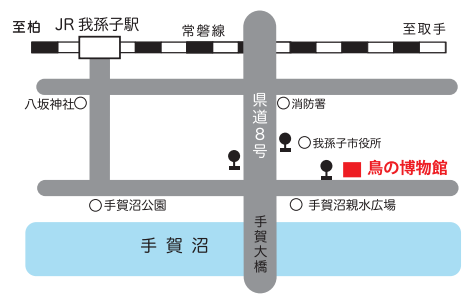 至柏
JR 我孫子駅
常磐線
至取手
八坂神社
県道8号
消防署
我孫子市役所
鳥の博物館
手賀沼公園
手賀沼親水広場
手賀沼
手賀大橋